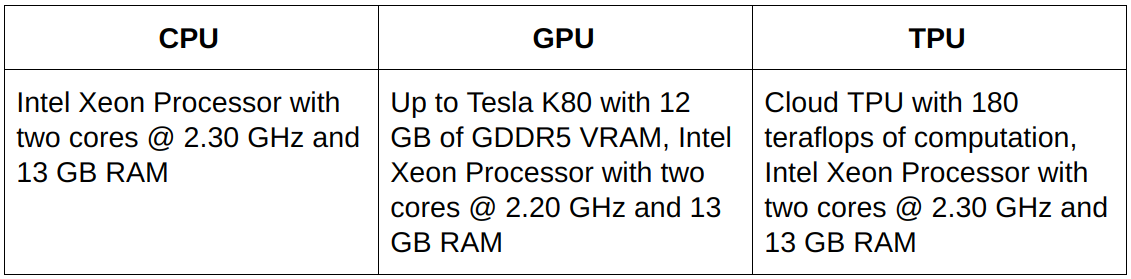 CPU
GPU
TPU
Intel Xeon Processor with
two cores @ 2.30 GHz and
13 GB RAM
Up to Tesla K80 with 12
GB of GDDR5 VRAM, Intel
Xeon Processor with two
cores @ 2.20 GHz and 13
GB RAM
Cloud TPU with 180
teraflops of computation,
Intel Xeon Processor with
two cores @ 2.30 GHz and
13 GB RAM